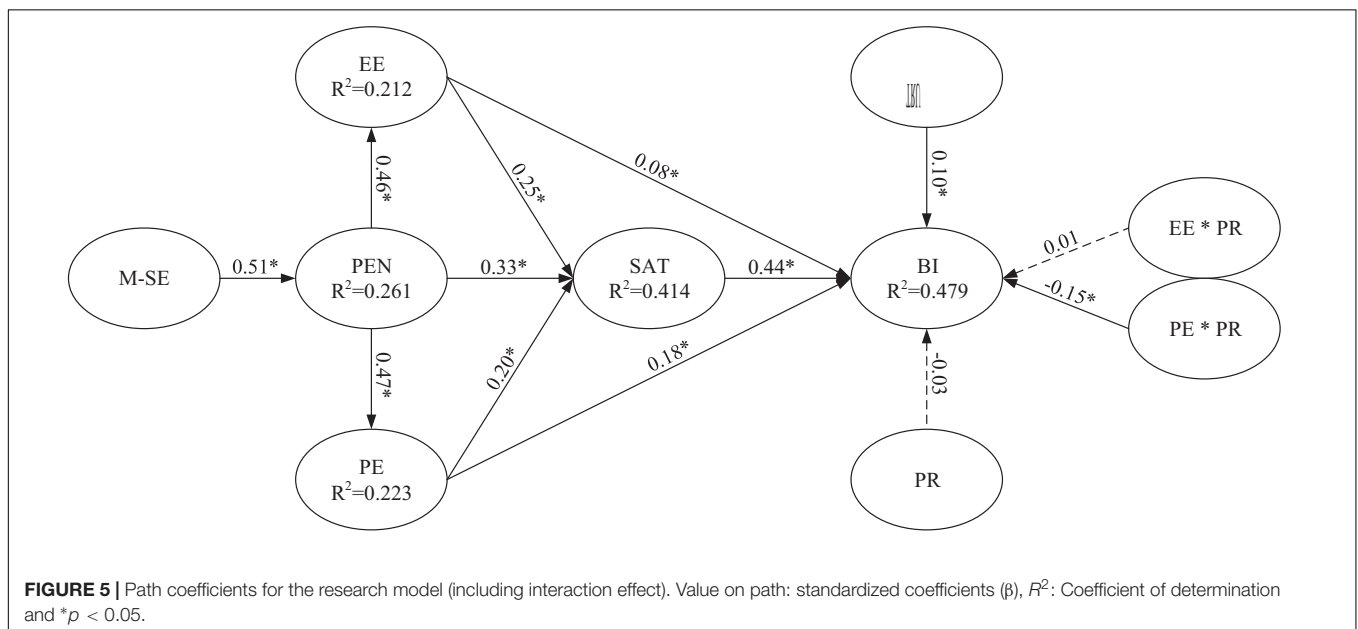 EE
R²=0.212
0.46*
0.25*
0.08*
0.10*
M-SE
0.51*
PEN
R²=0.261
0.33*
SAT
R²=0.414
0.44*
BI
R²=0.479
0.01
EE * PR
-0.15*
PE * PR
0.47*
0.20*
0.18*
-0.03
PE
R²=0.223
PR
FIGURE 5 | Path coefficients for the research model (including interaction effect). Value on path: standardized coefficients (β), R²: Coefficient of determination
and *p < 0.05.